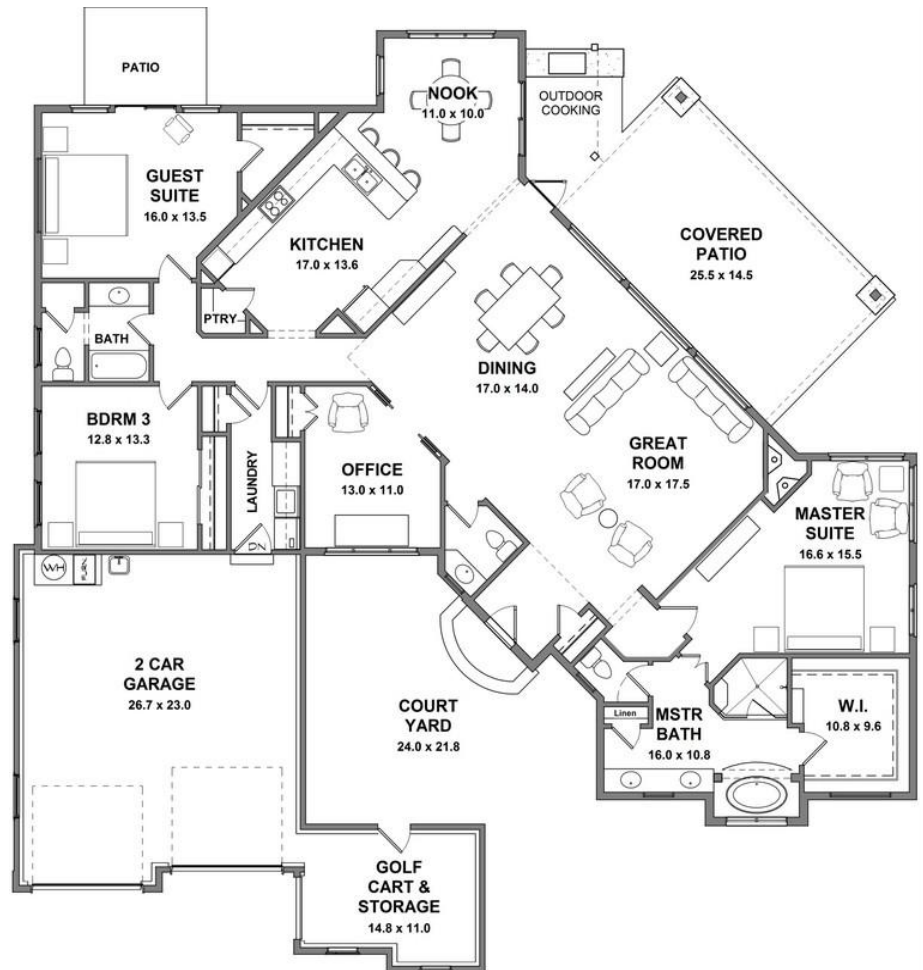 PATIO
NOOK
11.0 x 10.0
OUTDOOR
COOKING
GUEST
SUITE
16.0 x 13.5
KITCHEN
17.0 x 13.6
COVERED
PATIO
25.5 x 14.5
PTRY
BATH
DINING
17.0 x 14.0
BDRM 3
12.8 x 13.3
LAUNDRY
OFFICE
13.0 x 11.0
GREAT
ROOM
17.0 x 17.5
MASTER
SUITE
16.6 x 15.5
WH
2 CAR
GARAGE
26.7 x 23.0
COURT
YARD
24.0 x 21.8
Linen
MSTR
BATH
16.0 x 10.8
W.I.
10.8 x 9.6
GOLF
CART &
STORAGE
14.8 x 11.0